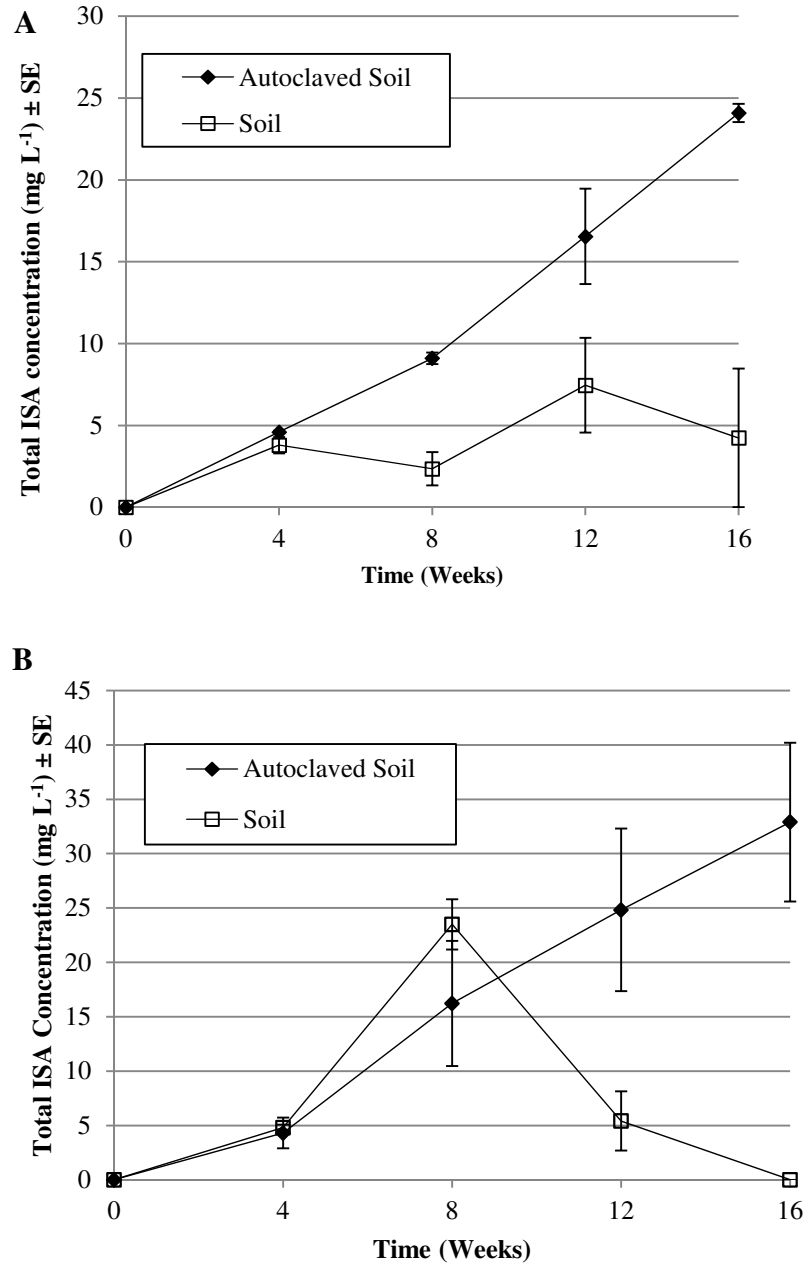 A
Total ISA concentration (mg L-1) ± SE
30
25
20
15
10
5
0
Autoclaved Soil
Soil
0 4 8 12 16
Time (Weeks)
B
Total ISA Concentration (mg L-1) ± SE
45
40
35
30
25
20
15
10
5
0
Autoclaved Soil
Soil
0 4 8 12 16
Time (Weeks)